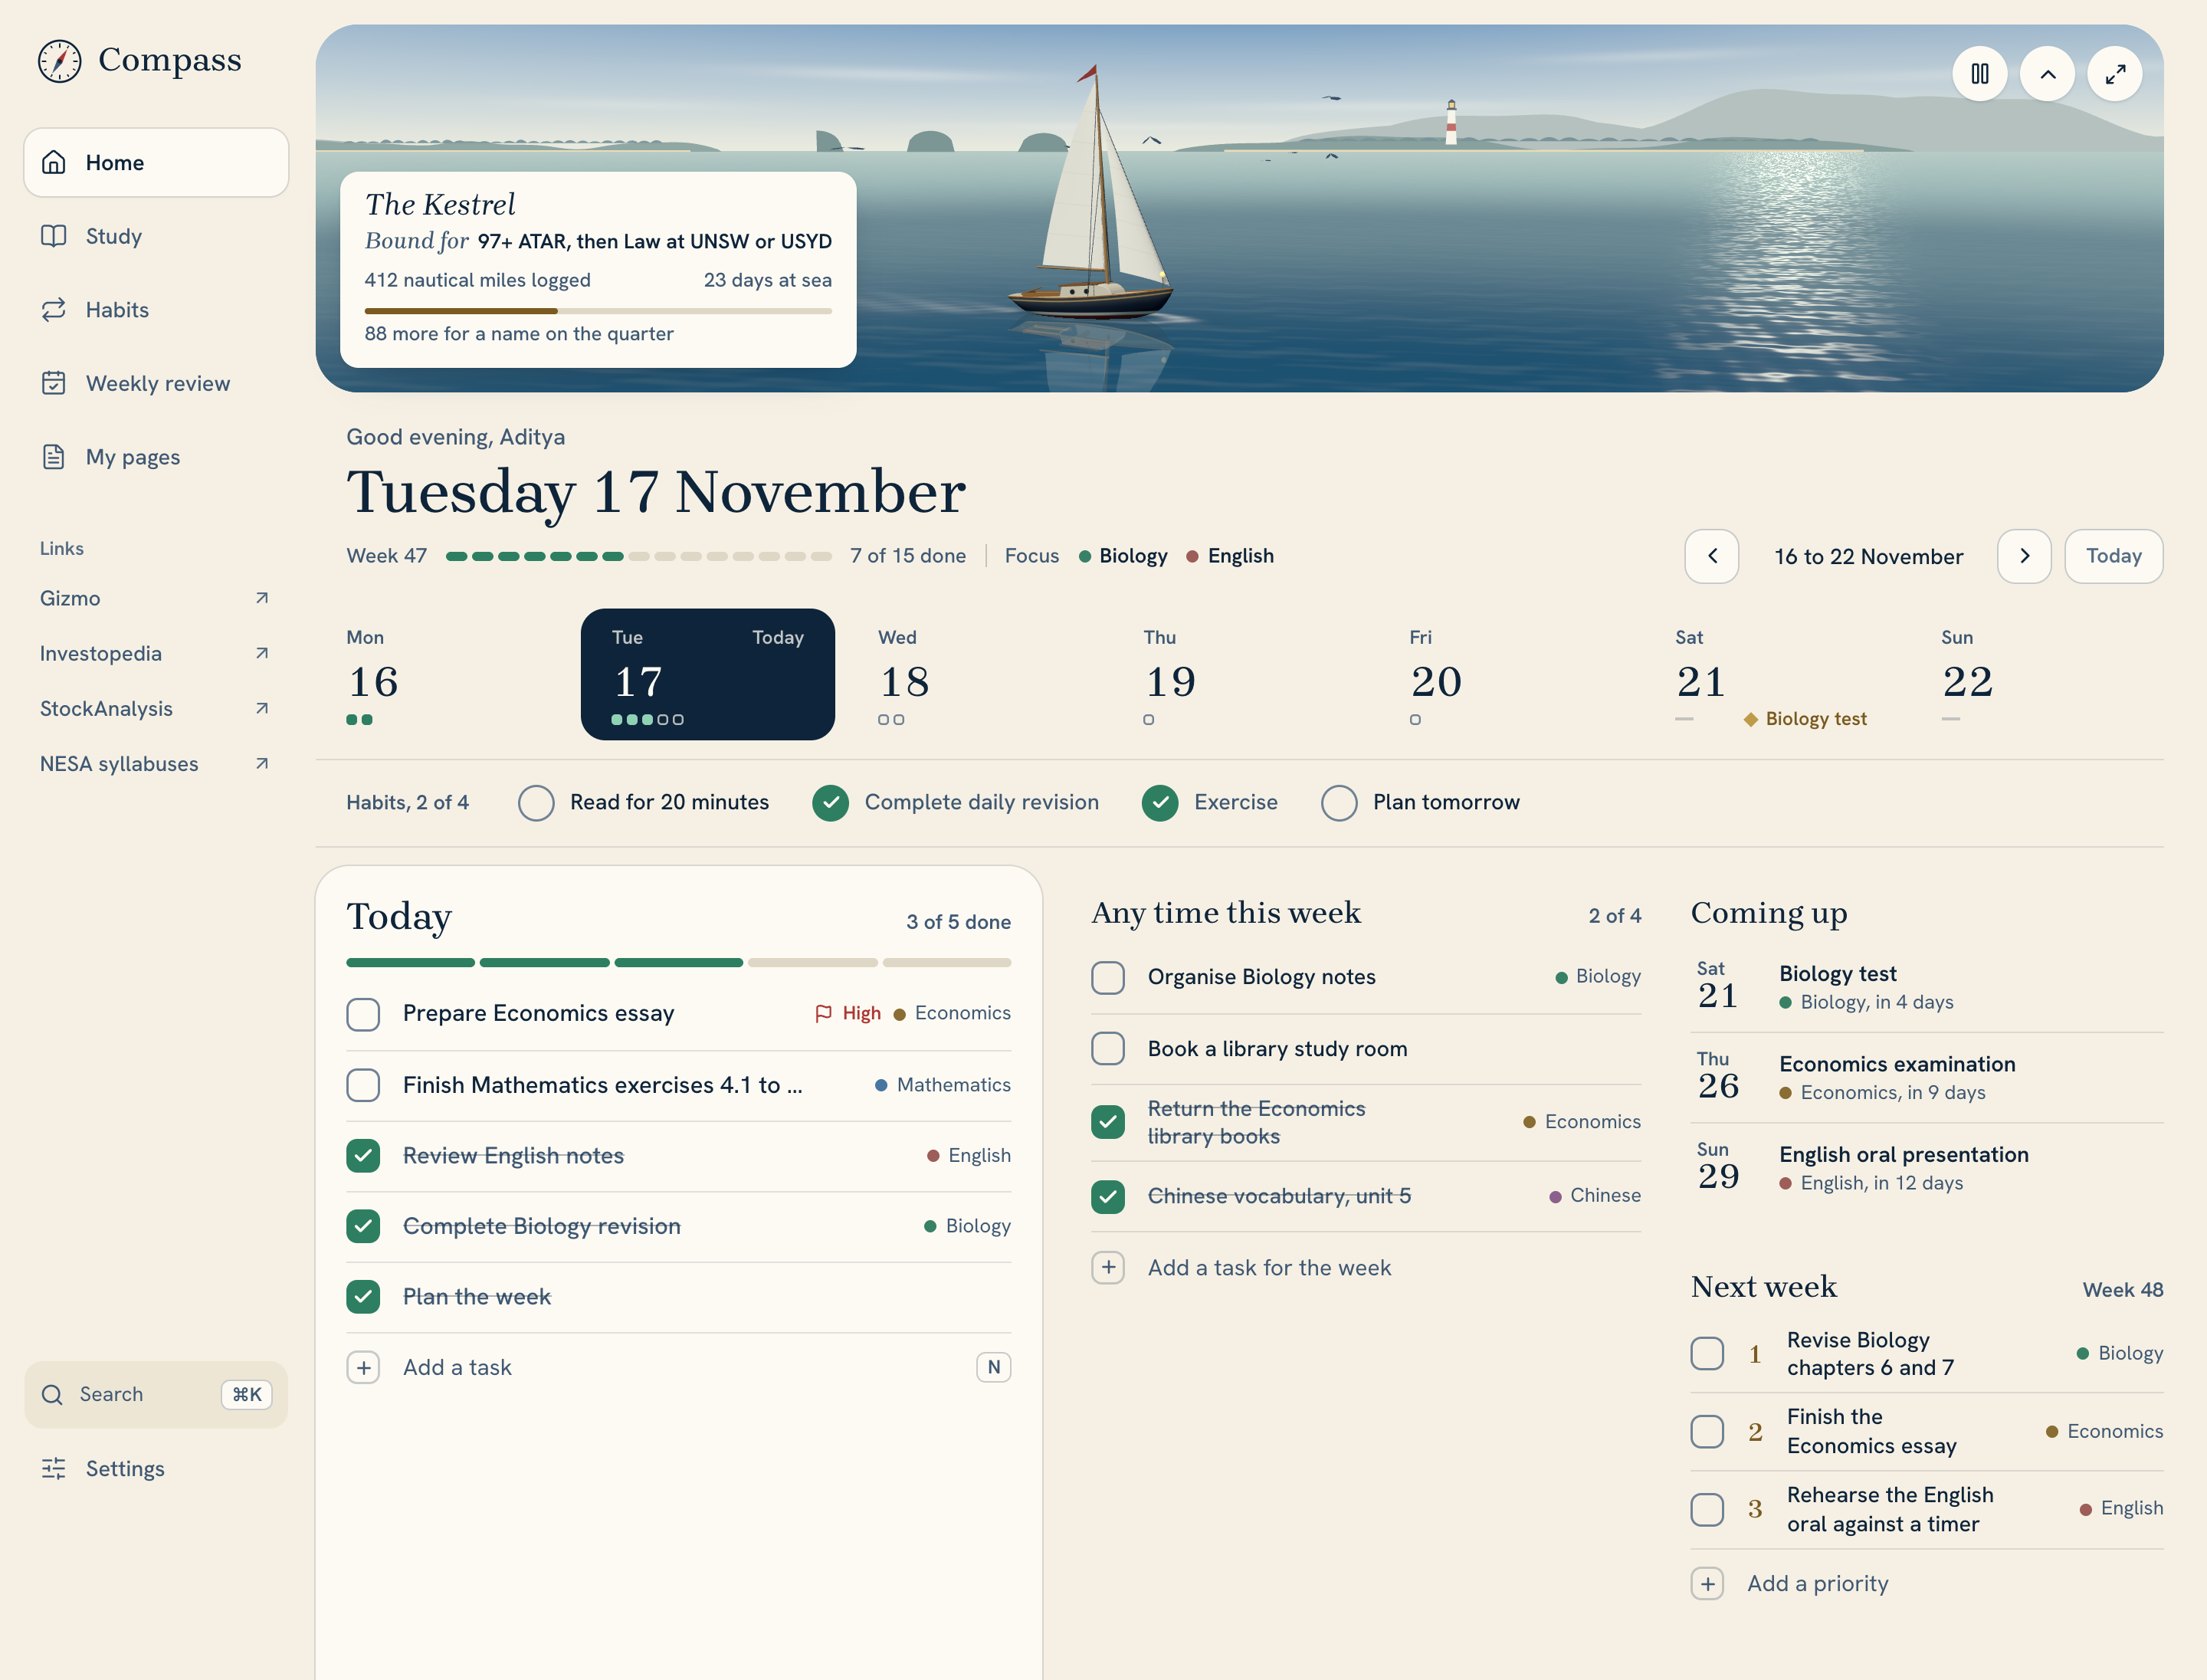 Compass
Home
Study
Habits
Weekly review
My pages
Links
Gizmo
Investopedia
StockAnalysis
NESA syllabuses
Search ⌘K
Settings
The Kestrel
Bound for 97+ ATAR, then Law at UNSW or USYD
412 nautical miles logged 23 days at sea
88 more for a name on the quarter
Good evening, Aditya
Tuesday 17 November
Week 47 7 of 15 done Focus Biology English
16 to 22 November Today
Mon Tue Today Wed Thu Fri Sat Sun
16 17 18 19 20 21 22
Biology test
Habits, 2 of 4 Read for 20 minutes Complete daily revision Exercise Plan tomorrow
Today 3 of 5 done
Prepare Economics essay High Economics
Finish Mathematics exercises 4.1 to ... Mathematics
Review English notes English
Complete Biology revision Biology
Plan the week
Add a task N
Any time this week 2 of 4
Organise Biology notes Biology
Book a library study room
Return the Economics
library books Economics
Chinese vocabulary, unit 5 Chinese
Add a task for the week
Coming up
Sat
21
Biology test
Biology, in 4 days
Thu
26
Economics examination
Economics, in 9 days
Sun
29
English oral presentation
English, in 12 days
Next week Week 48
1 Revise Biology
chapters 6 and 7 Biology
2 Finish the
Economics essay Economics
3 Rehearse the English
oral against a timer English
Add a priority